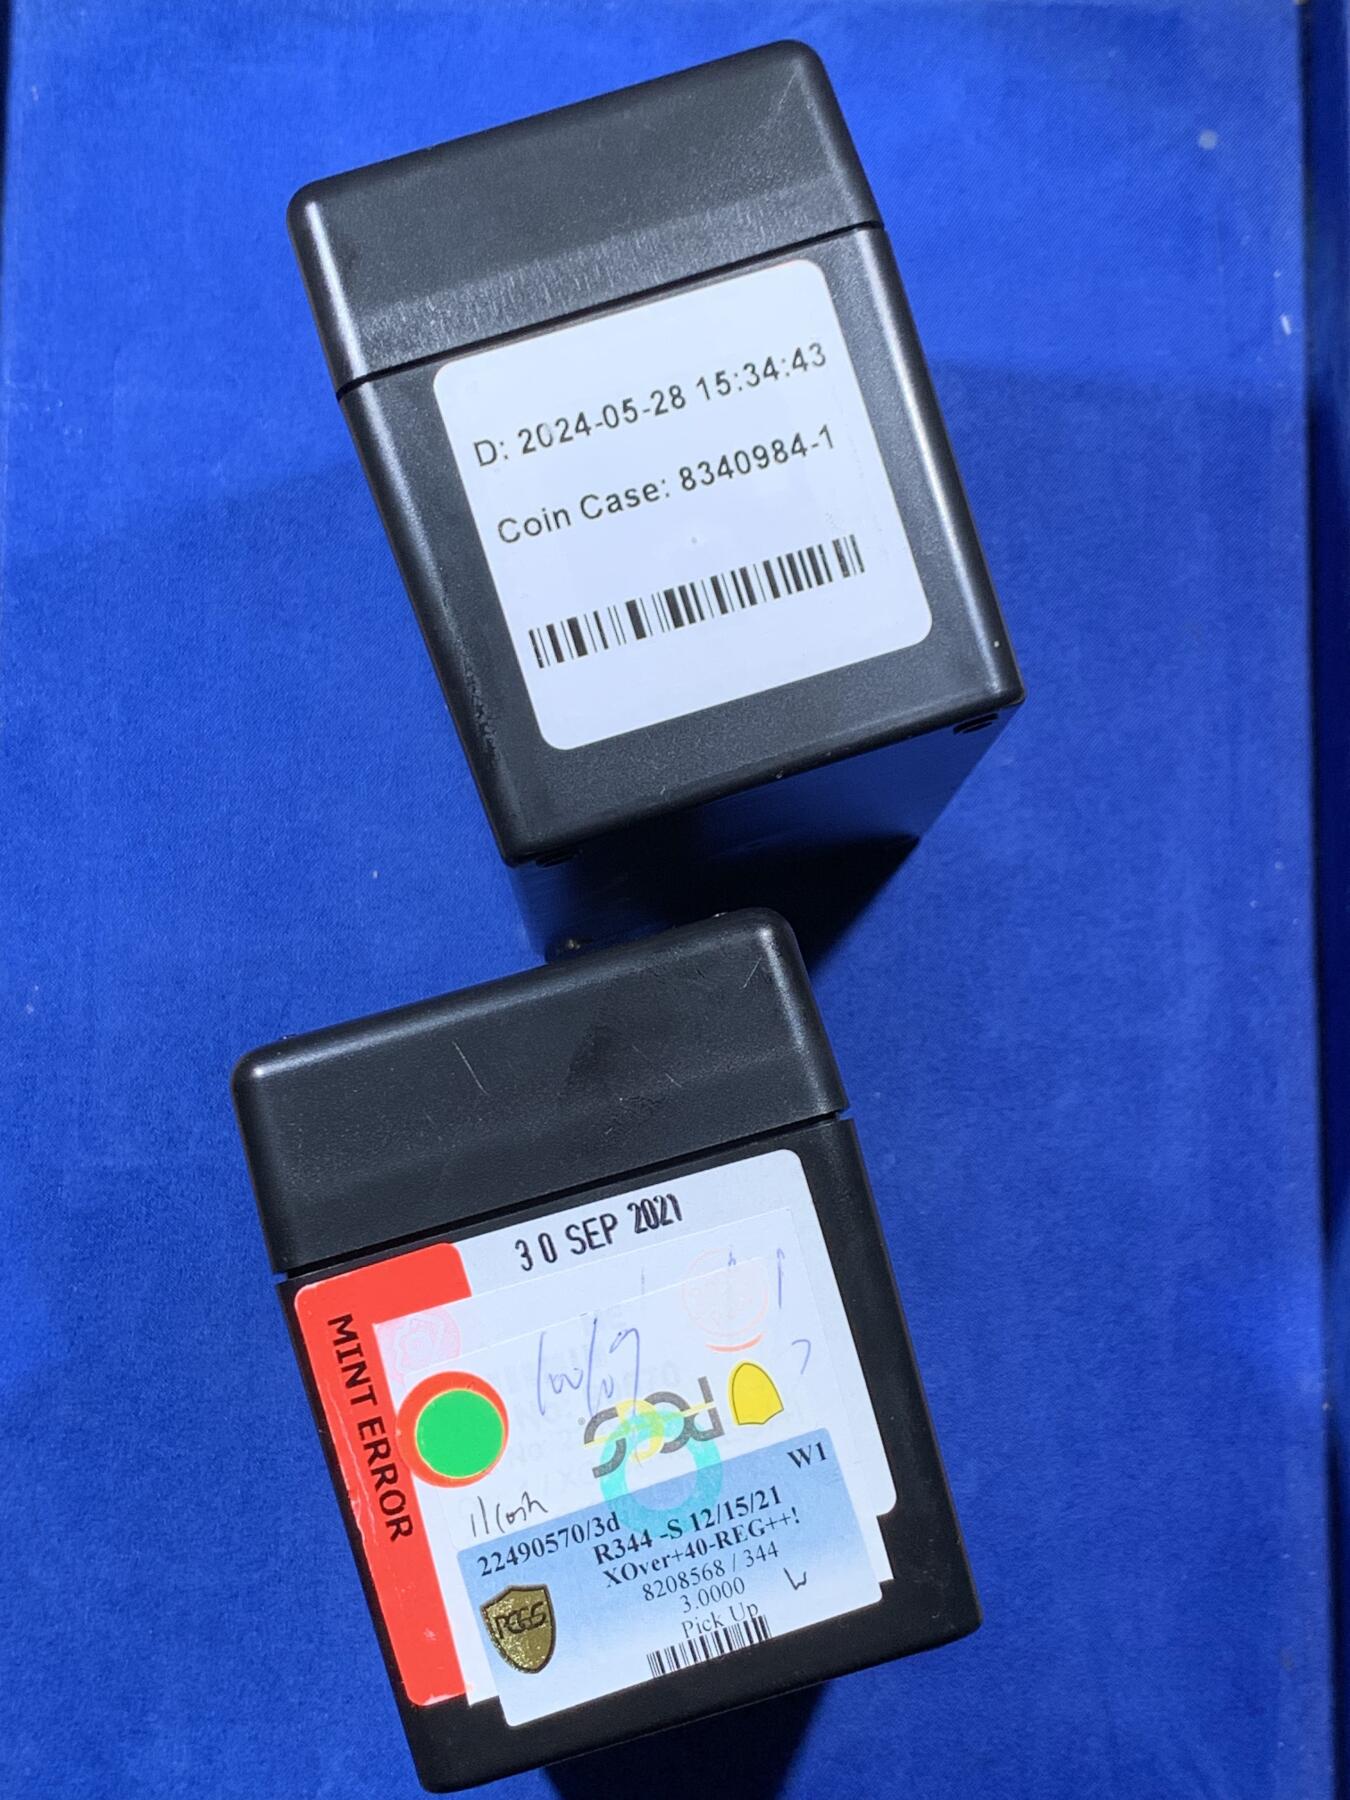 D: 2024-05-28 15:34:43
Coin Case: 8340984-1
30 SEP 2021
MINT ERROR
PCGS
W1
22490570/3d
R344 -S 12/15/21
XOver+40-REG++!
8208568 / 344
3.0000
Pick Up
PCGS